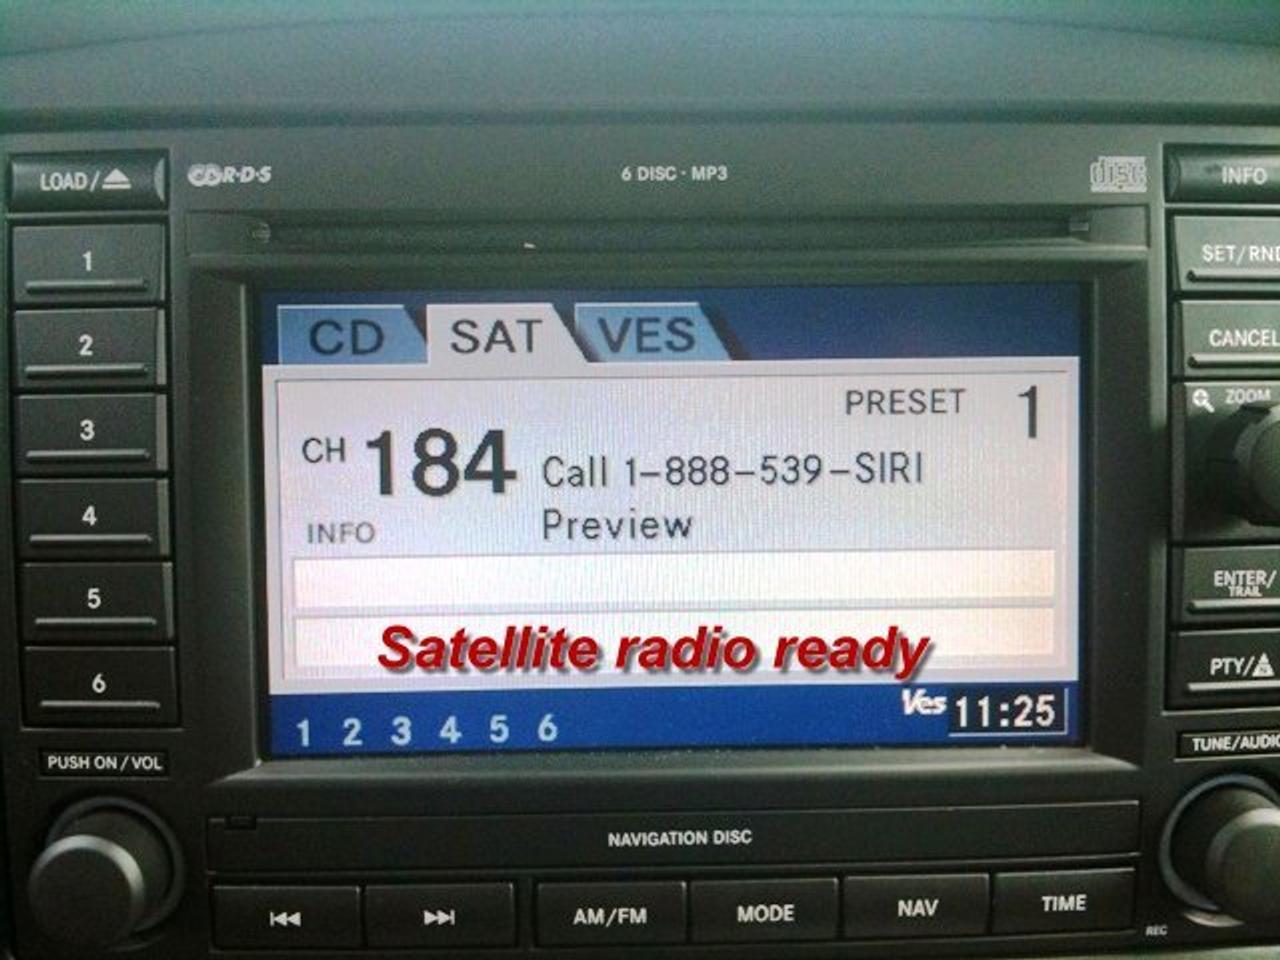 LOAD/
R·D·S
6 DISC · MP3
disc
INFO
1
2
3
4
5
6
SET/RND
CANCEL
ZOOM
ENTER/
TRAIL
PTY/
TUNE/AUDIO
CD SAT VES
PRESET 1
CH 184 Call 1-888-539-SIRI
INFO Preview
Satellite radio ready
1 2 3 4 5 6
Ves 11:25
PUSH ON / VOL
NAVIGATION DISC
AM/FM
MODE
NAV
TIME
REC